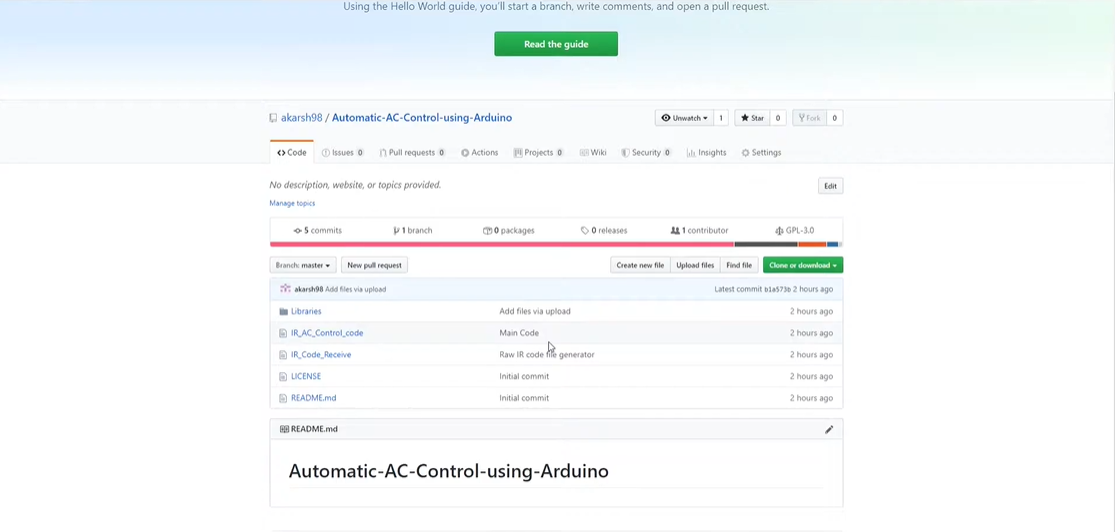 Using the Hello World guide, you'll start a branch, write comments, and open a pull request.
Read the guide
akarsh98 / Automatic-AC-Control-using-Arduino
Unwatch 1 Star 0 Fork 0
Code Issues 0 Pull requests 0 Actions Projects 0 Wiki Security 0 Insights Settings
No description, website, or topics provided. Edit
Manage topics
5 commits 1 branch 0 packages 0 releases 1 contributor GPL-3.0
Branch: master New pull request Create new file Upload files Find file Clone or download
akarsh98 Add files via upload Latest commit b1a573b 2 hours ago
Libraries Add files via upload 2 hours ago
IR_AC_Control_code Main Code 2 hours ago
IR_Code_Receive Raw IR code file generator 2 hours ago
LICENSE Initial commit 2 hours ago
README.md Initial commit 2 hours ago
README.md
Automatic-AC-Control-using-Arduino